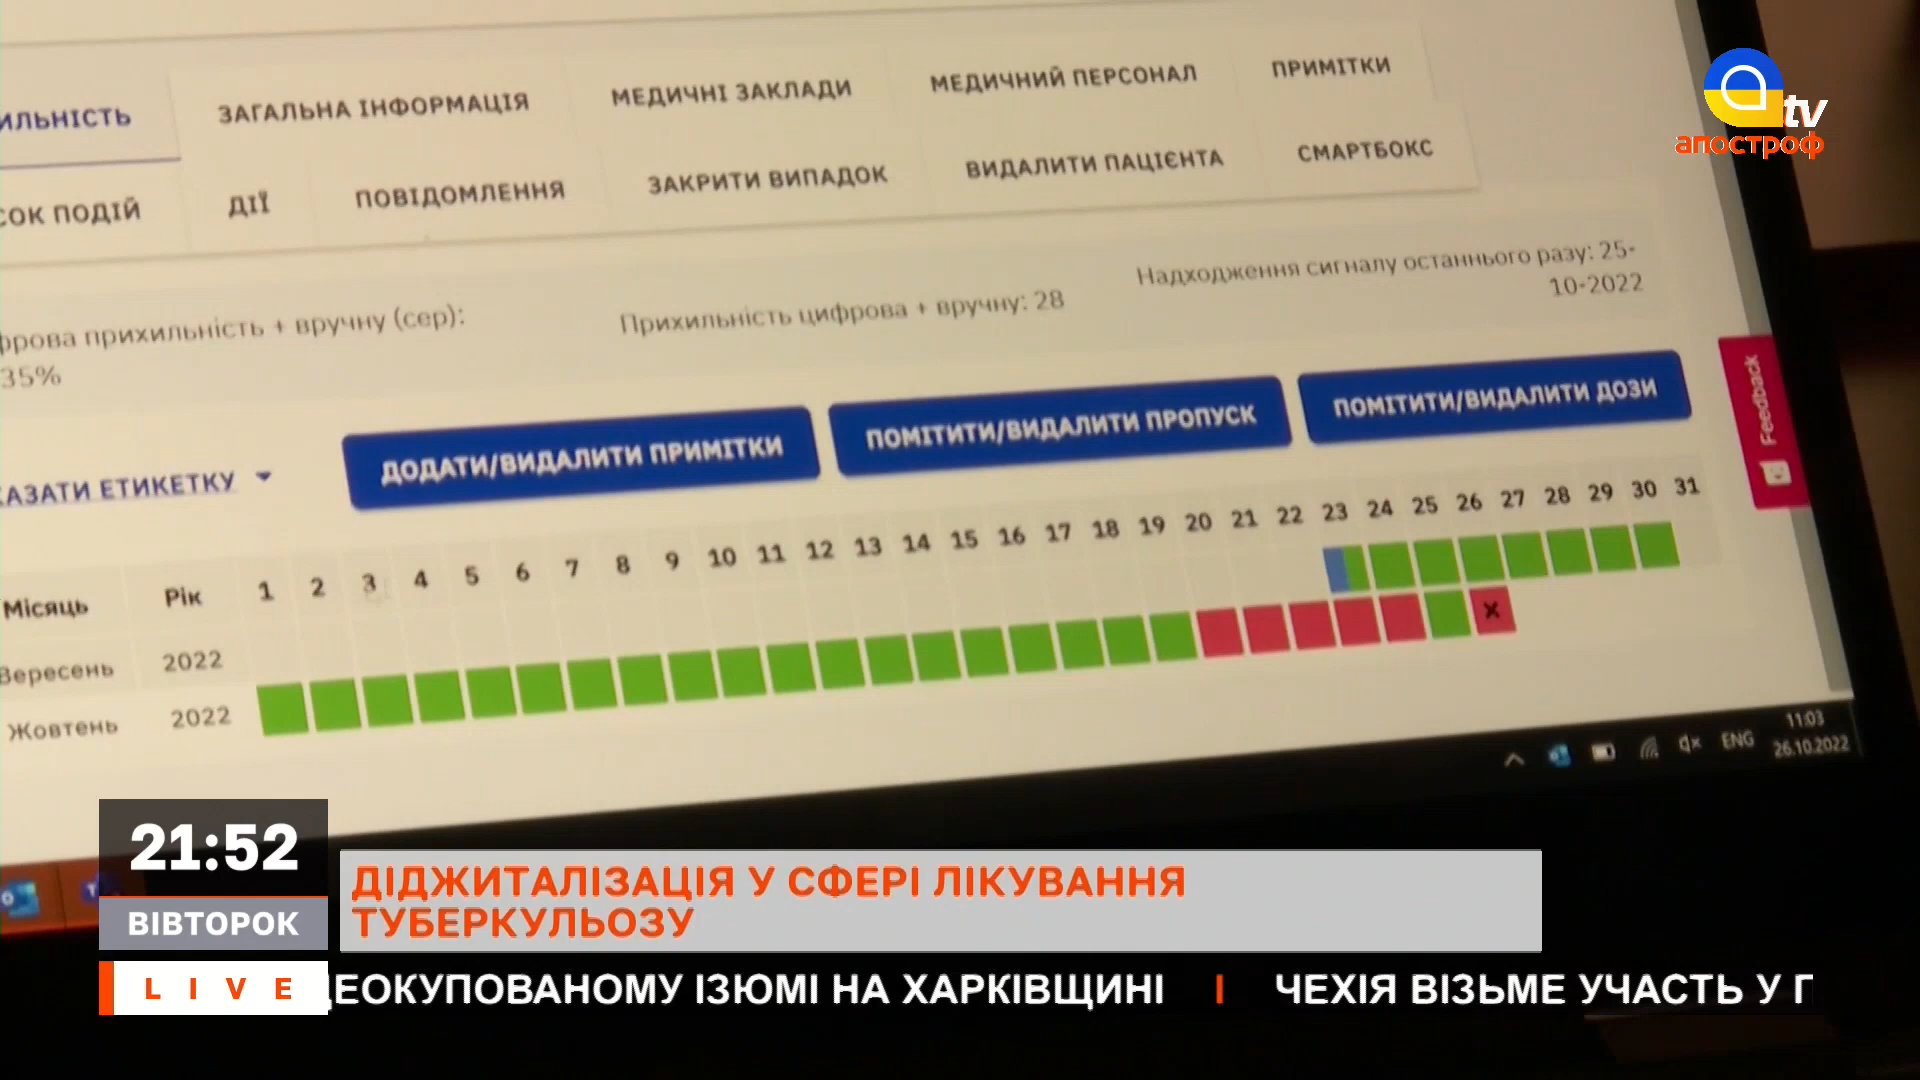 ИЛЬНІСТЬ ЗАГАЛЬНА ІНФОРМАЦІЯ МЕДИЧНІ ЗАКЛАДИ МЕДИЧНИЙ ПЕРСОНАЛ ПРИМІТКИ
СОК ПОДІЙ ДІЇ ПОВІДОМЛЕННЯ ЗАКРИТИ ВИПАДОК ВИДАЛИТИ ПАЦІЄНТА СМАРТБОКС
tv
апостроф
фрова прихильність + вручну (сер):
35%
Прихильність цифрова + вручну: 28
Надходження сигналу останнього разу: 25-
10-2022
Feedback
АЗАТИ ЕТИКЕТКУ ДОДАТИ/ВИДАЛИТИ ПРИМІТКИ ПОМІТИТИ/ВИДАЛИТИ ПРОПУСК ПОМІТИТИ/ВИДАЛИТИ ДОЗИ
Місяць Рік 1 2 3 4 5 6 7 8 9 10 11 12 13 14 15 16 17 18 19 20 21 22 23 24 25 26 27 28 29 30 31
Вересень 2022
Жовтень 2022 X
ENG 11:03
26.10.2022
21:52
ВІВТОРОК
ДІДЖИТАЛІЗАЦІЯ У СФЕРІ ЛІКУВАННЯ
ТУБЕРКУЛЬОЗУ
LIVE ДЕОКУПОВАНОМУ ІЗЮМІ НА ХАРКІВЩИНІ | ЧЕХІЯ ВІЗЬМЕ УЧАСТЬ У